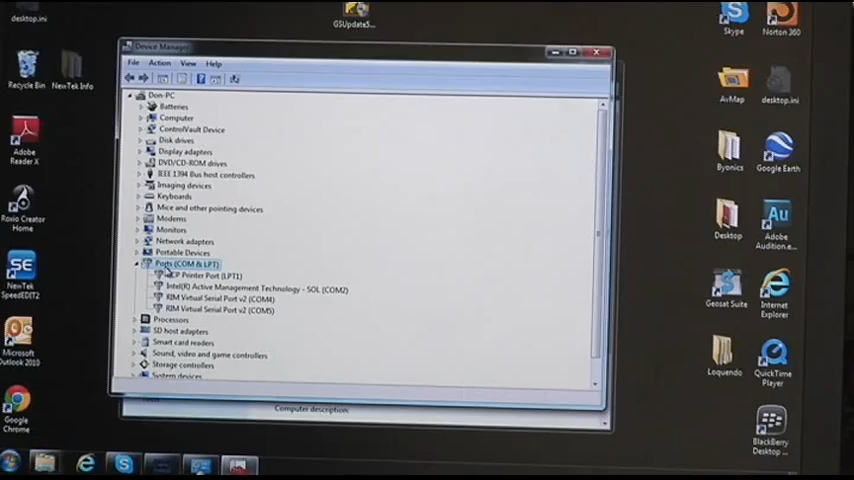 desktop.ini
GSUpdate5...
Skype
Norton 360
Recycle Bin
NewTek Info
Device Manager
File Action View Help
Don-PC
Batteries
Computer
ControlVault Device
Disk drives
Display adapters
DVD/CD-ROM drives
IEEE 1394 Bus host controllers
Imaging devices
Keyboards
Mice and other pointing devices
Modems
Monitors
Network adapters
Portable Devices
Ports (COM & LPT)
ECP Printer Port (LPT1)
Intel(R) Active Management Technology - SOL (COM2)
RIM Virtual Serial Port v2 (COM4)
RIM Virtual Serial Port v2 (COM5)
Processors
SD host adapters
Smart card readers
Sound, video and game controllers
Storage controllers
System devices
Computer description:
Adobe
Reader X
Roxio Creator
Home
NewTek
SpeedEDIT2
Microsoft
Outlook 2010
Google
Chrome
AvMap
desktop.ini
Byonics
Google Earth
Desktop
Adobe
Audition.e...
Geosat Suite
Internet
Explorer
Loquendo
QuickTime
Player
BlackBerry
Desktop ...